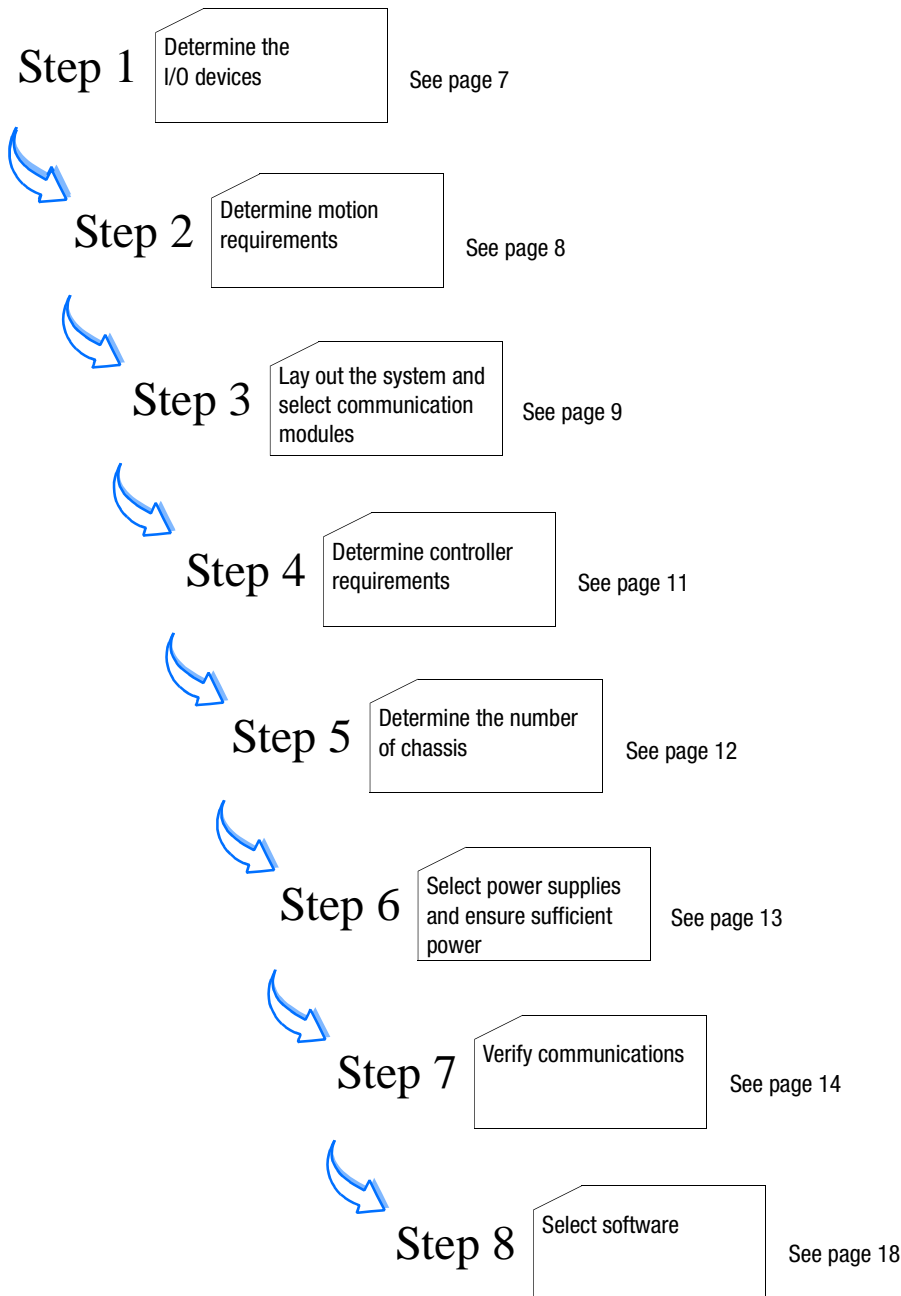 Step 1
Determine the
I/O devices
See page 7
Step 2
Determine motion
requirements
See page 8
Step 3
Lay out the system and
select communication
modules
See page 9
Step 4
Determine controller
requirements
See page 11
Step 5
Determine the number
of chassis
See page 12
Step 6
Select power supplies
and ensure sufficient
power
See page 13
Step 7
Verify communications
See page 14
Step 8
Select software
See page 18